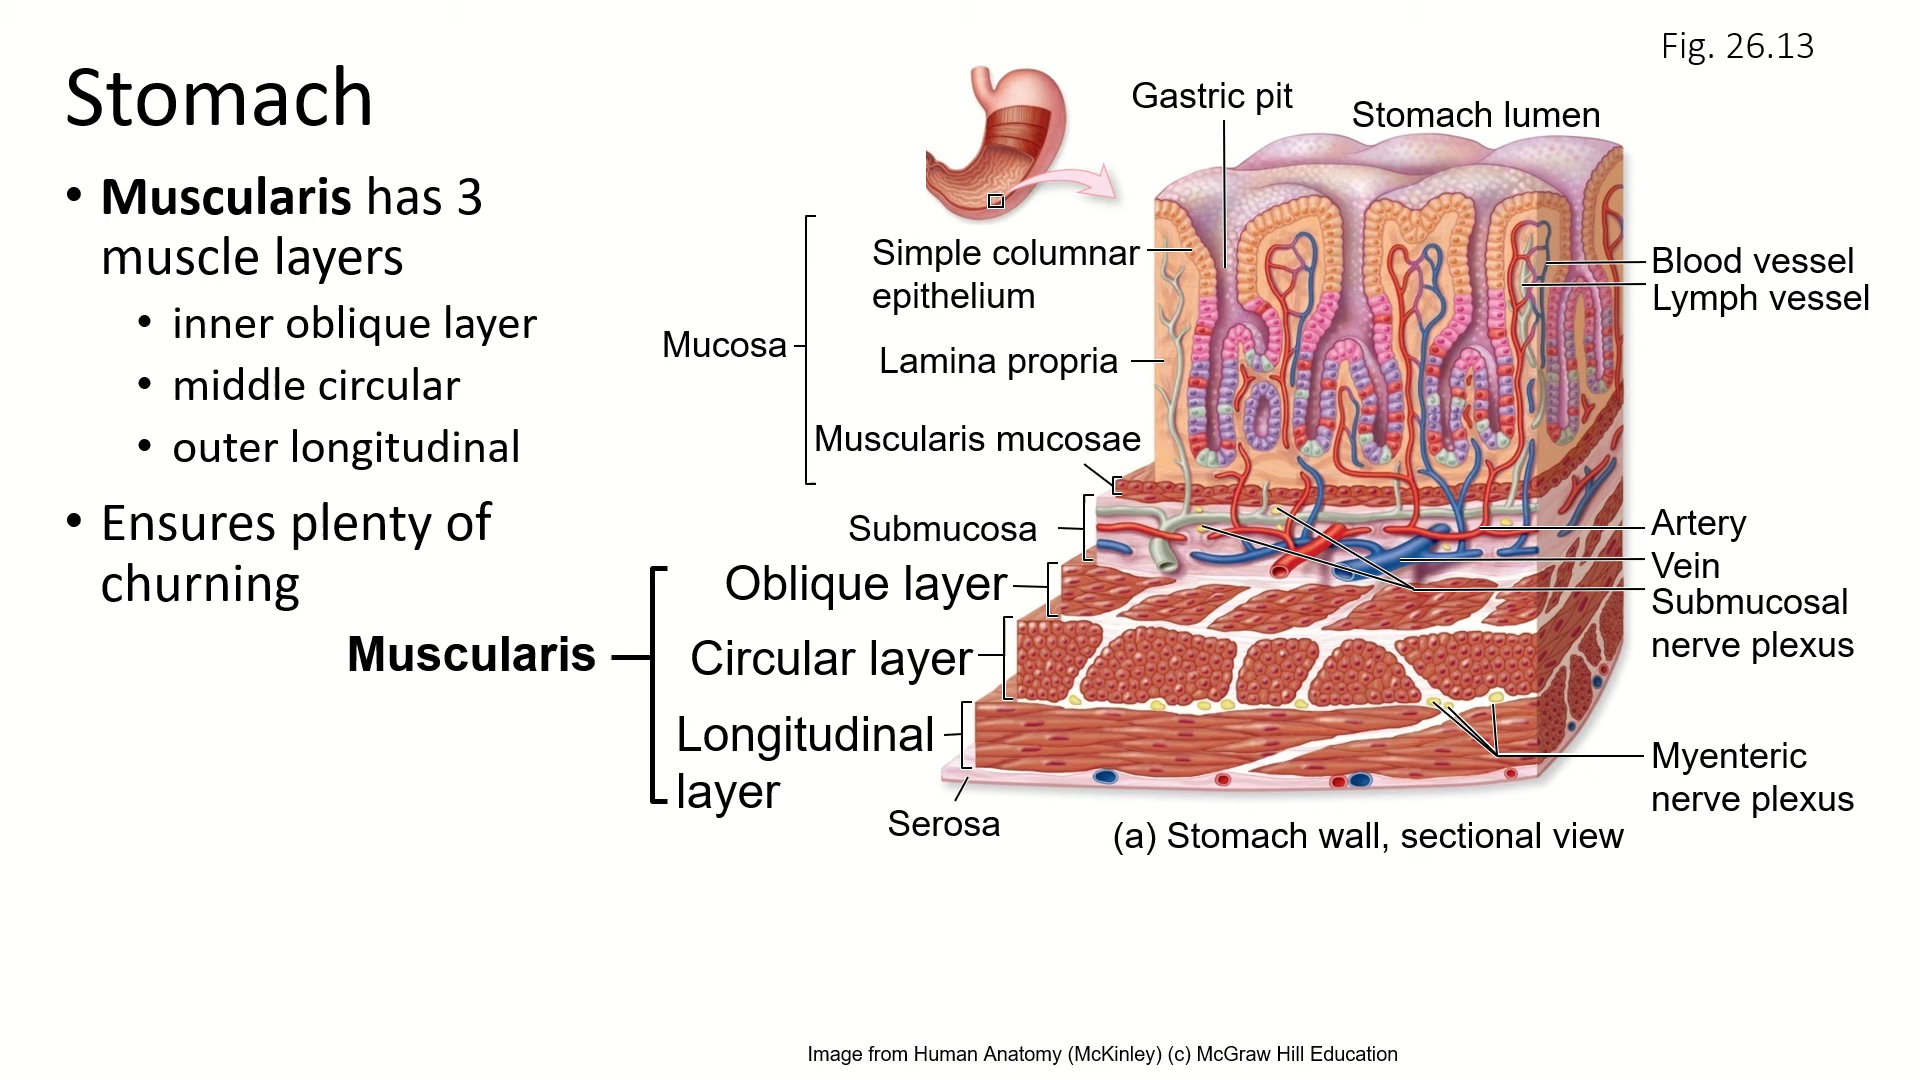 Fig. 26.13
Stomach
• Muscularis has 3
muscle layers
• inner oblique layer
• middle circular
• outer longitudinal
• Ensures plenty of
churning
Gastric pit
Stomach lumen
Simple columnar
epithelium
Mucosa
Lamina propria
Muscularis mucosae
Submucosa
Oblique layer
Muscularis
Circular layer
Longitudinal
layer
Serosa
Blood vessel
Lymph vessel
Artery
Vein
Submucosal
nerve plexus
Myenteric
nerve plexus
(a) Stomach wall, sectional view
Image from Human Anatomy (McKinley) (c) McGraw Hill Education